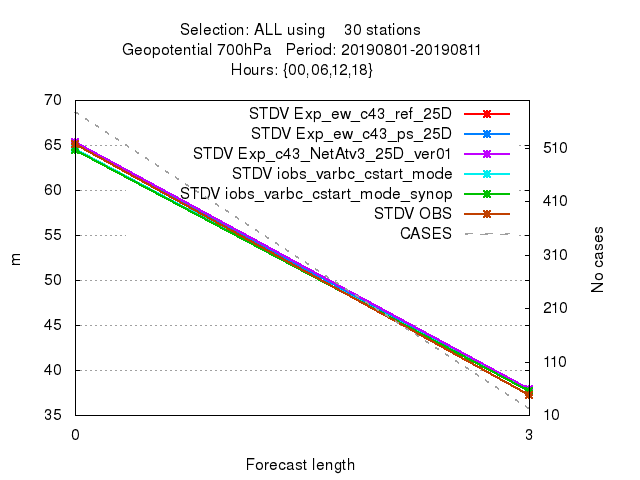 Selection: ALL using 30 stations
Geopotential 700hPa Period: 20190801-20190811
Hours: {00,06,12,18}
STDV Exp_ew_c43_ref_25D
STDV Exp_ew_c43_ps_25D
STDV Exp_c43_NetAtv3_25D_ver01
STDV iobs_varbc_cstart_mode
STDV iobs_varbc_cstart_mode_synop
STDV OBS
CASES
70
65
60
55
50
45
40
35
m
510
410
310
210
110
10
No cases
0 3
Forecast length